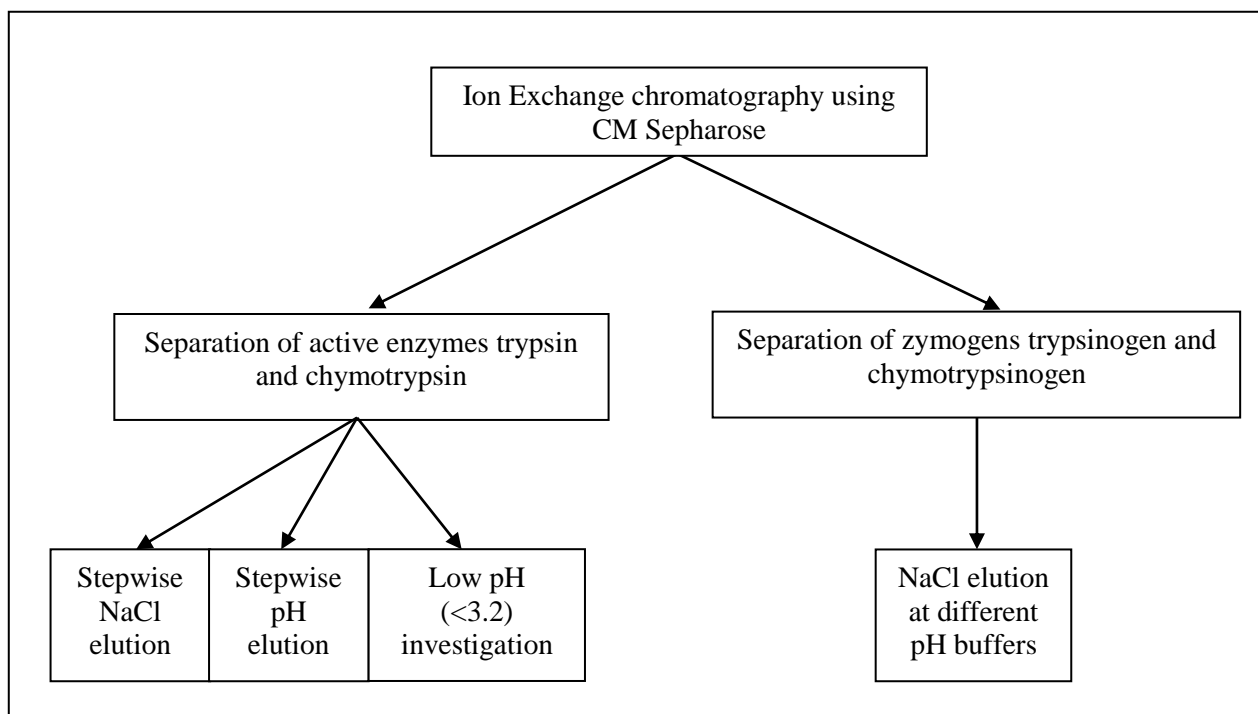 Ion Exchange chromatography using
CM Sepharose
Separation of active enzymes trypsin
and chymotrypsin
Separation of zymogens trypsinogen and
chymotrypsinogen
Stepwise
NaCl
elution
Stepwise
pH
elution
Low pH
(<3.2)
investigation
NaCl elution
at different
pH buffers